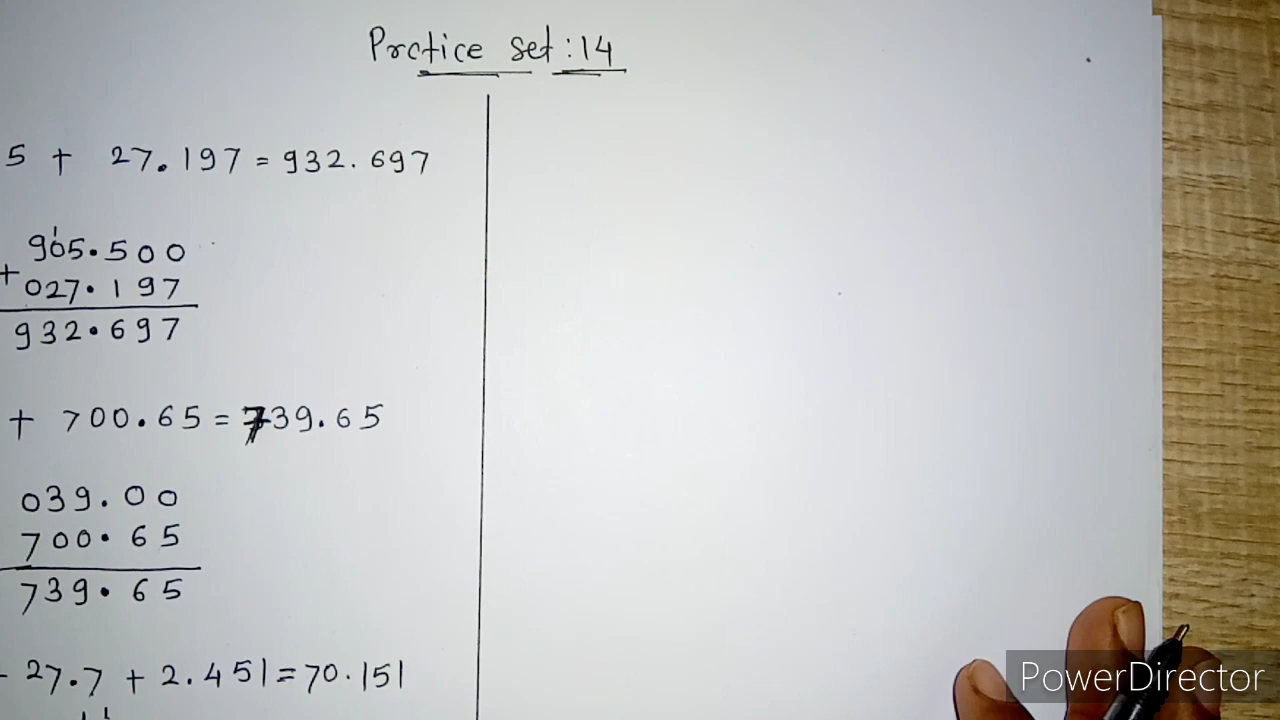 Prctice set : 14
5 + 27.197 = 932.697
905.500
+ 027.197
932.697
+ 700.65 = 739.65
039.00
700.65
739.65
- 27.7 + 2.451 = 70.151
PowerDirector